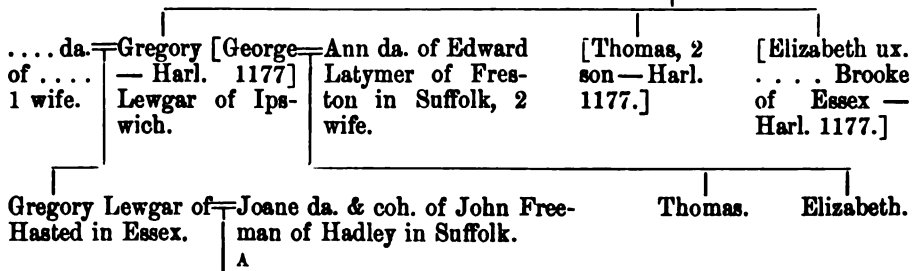 . . . . da.
of . . . .
1 wife.
Gregory [George
— Harl. 1177]
Lewgar of Ips-
wich.
Ann da. of Edward
Latymer of Fres-
ton in Suffolk, 2
wife.
[Thomas, 2
son — Harl.
1177.]
[Elizabeth ux.
. . . . Brooke
of Essex —
Harl. 1177.]
Gregory Lewgar of
Hasted in Essex.
Joane da. & coh. of John Free-
man of Hadley in Suffolk.
A
Thomas.
Elizabeth.